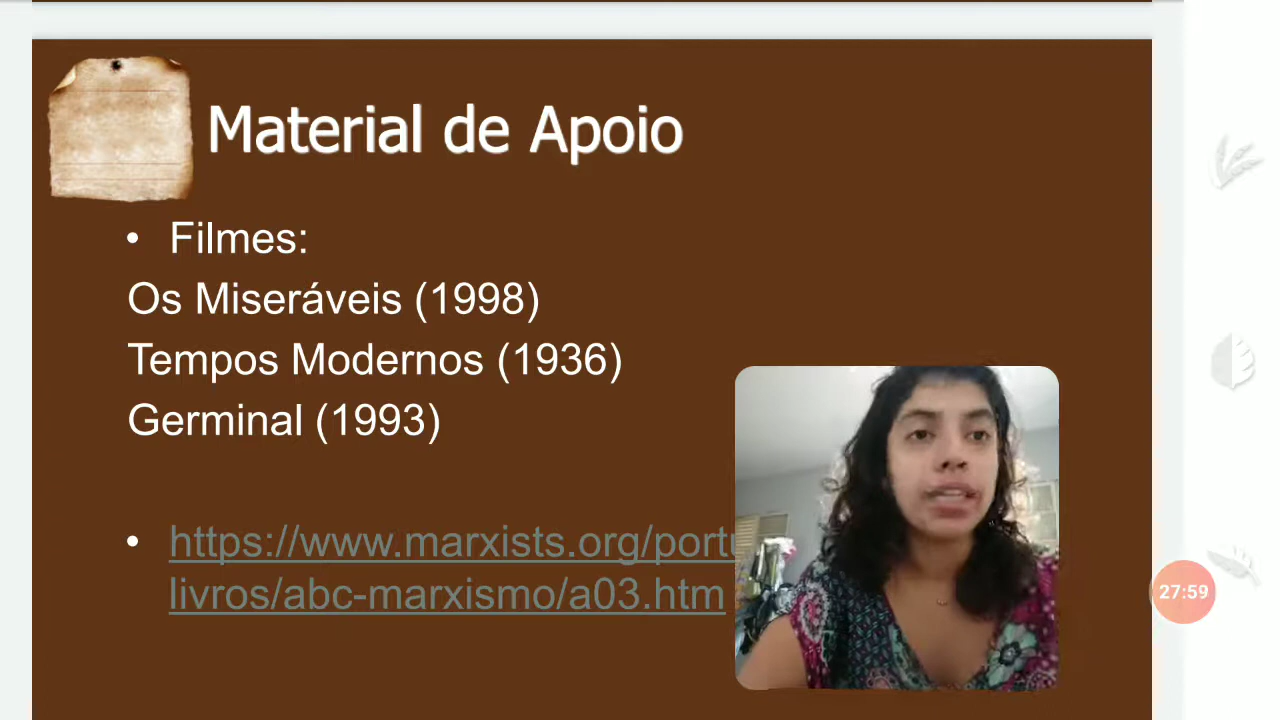 Material de Apoio
• Filmes:
Os Miseráveis (1998)
Tempos Modernos (1936)
Germinal (1993)
• https://www.marxists.org/portu
livros/abc-marxismo/a03.htm
27:59